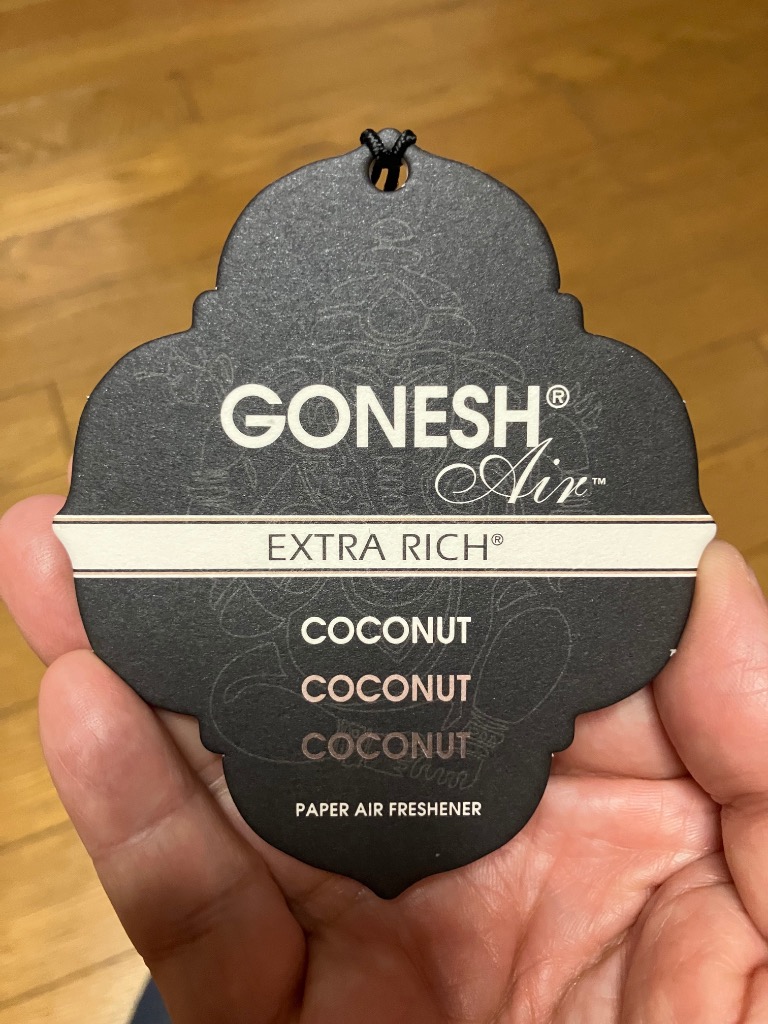 GONESH®
Air™
EXTRA RICH®
COCONUT
COCONUT
COCONUT
PAPER AIR FRESHENER